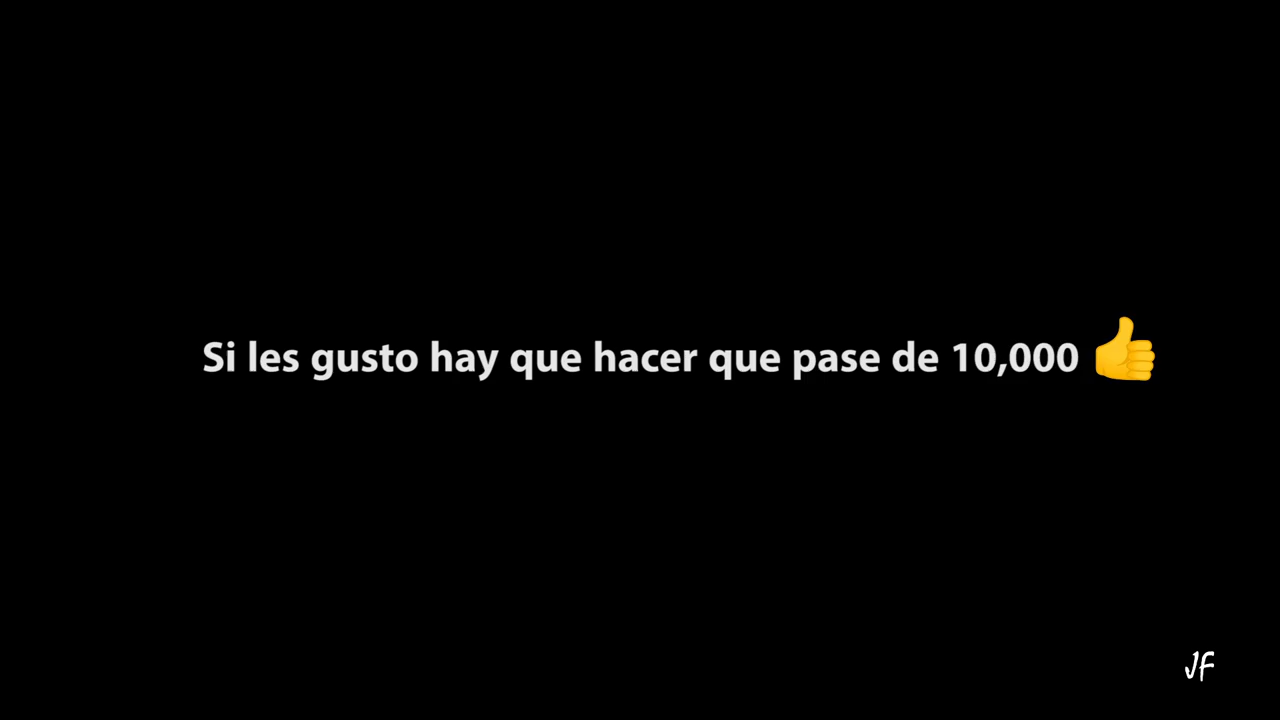 Si les gusto hay que hacer que pase de 10,000 👍
JF